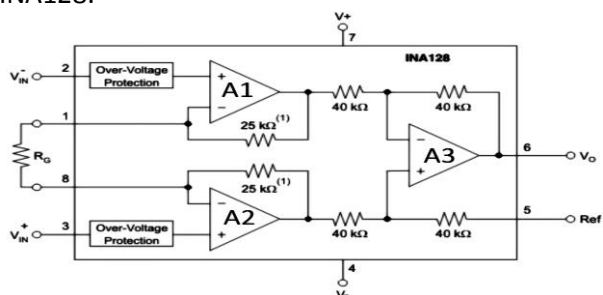 INA128.
V+
7
INA128
V⁻IN 2 Over-Voltage Protection
A1
40 kΩ 40 kΩ
1
25 kΩ(1)
RG
A3
6 VO
8
25 kΩ(1)
A2
V⁺IN 3 Over-Voltage Protection
40 kΩ 40 kΩ
5 Ref
4